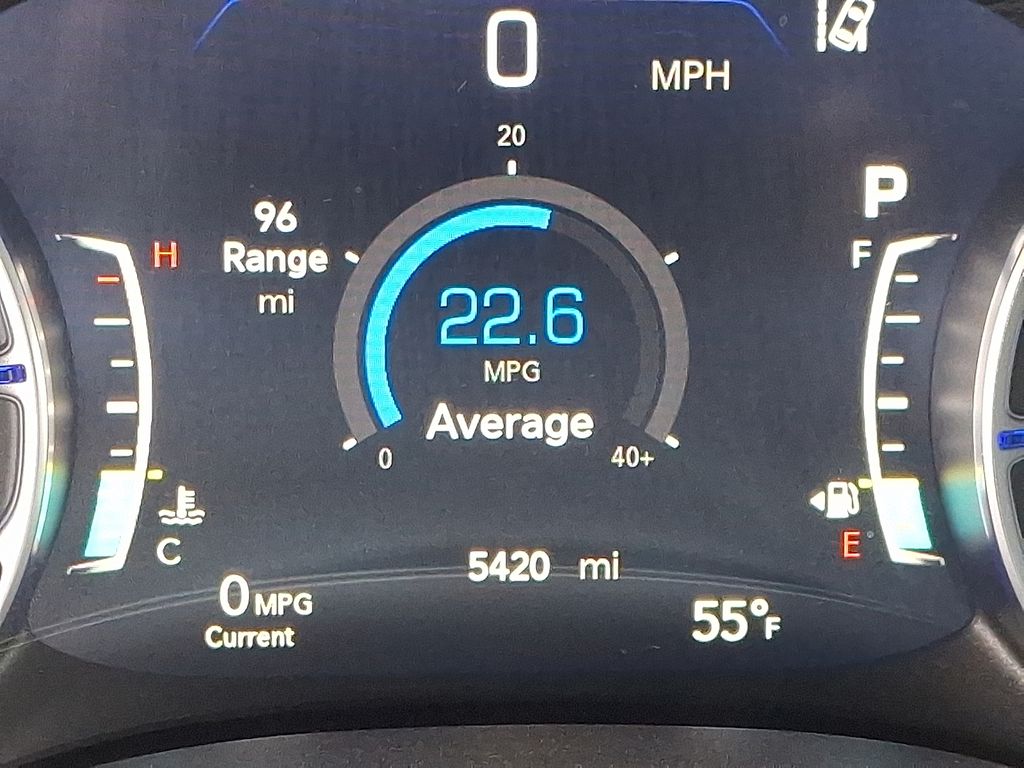 0
MPH
20
P
96
Range
mi
H
F
22.6
MPG
Average
0
40+
C
E
5420 mi
0 MPG
Current
55°F